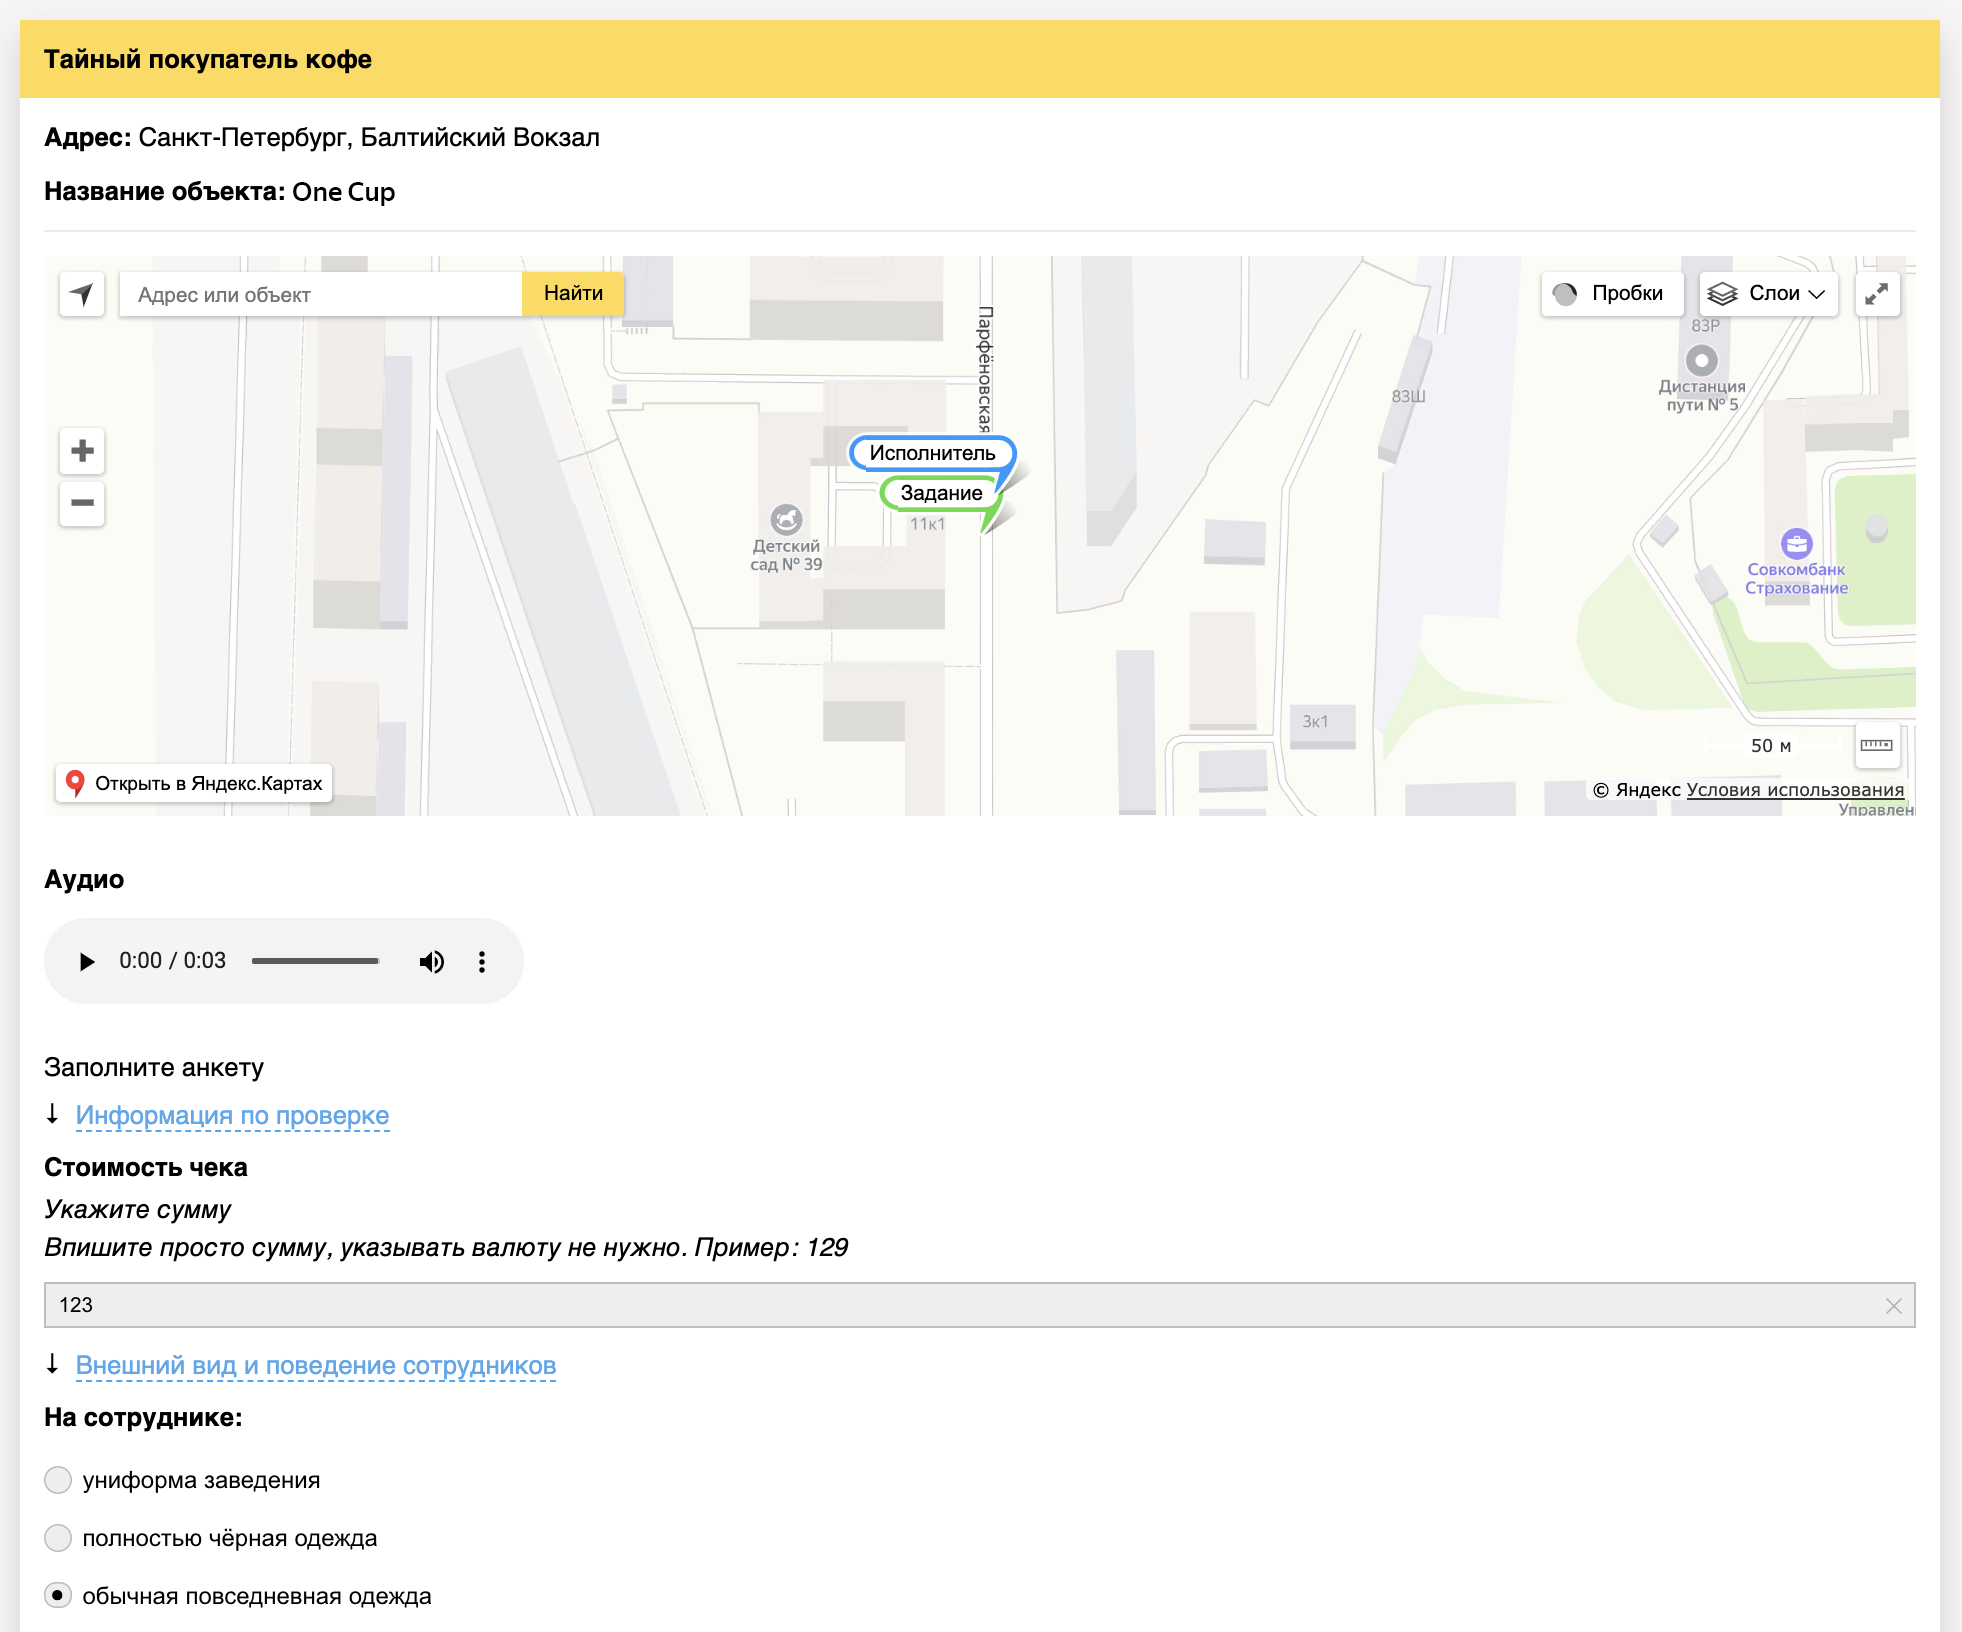 Тайный покупатель кофе
Адрес: Санкт-Петербург, Балтийский Вокзал
Название объекта: One Cup
Адрес или объект
Найти
Пробки
Слои
Парфёновская
83Р
Дистанция
пути № 5
83Ш
Исполнитель
Задание
11к1
Детский
сад № 39
Совкомбанк
Страхование
3к1
50 м
Открыть в Яндекс.Картах
© Яндекс Условия использования
Управлен
Аудио
0:00 / 0:03
Заполните анкету
↓ Информация по проверке
Стоимость чека
Укажите сумму
Впишите просто сумму, указывать валюту не нужно. Пример: 129
123
↓ Внешний вид и поведение сотрудников
На сотруднике:
униформа заведения
полностью чёрная одежда
обычная повседневная одежда